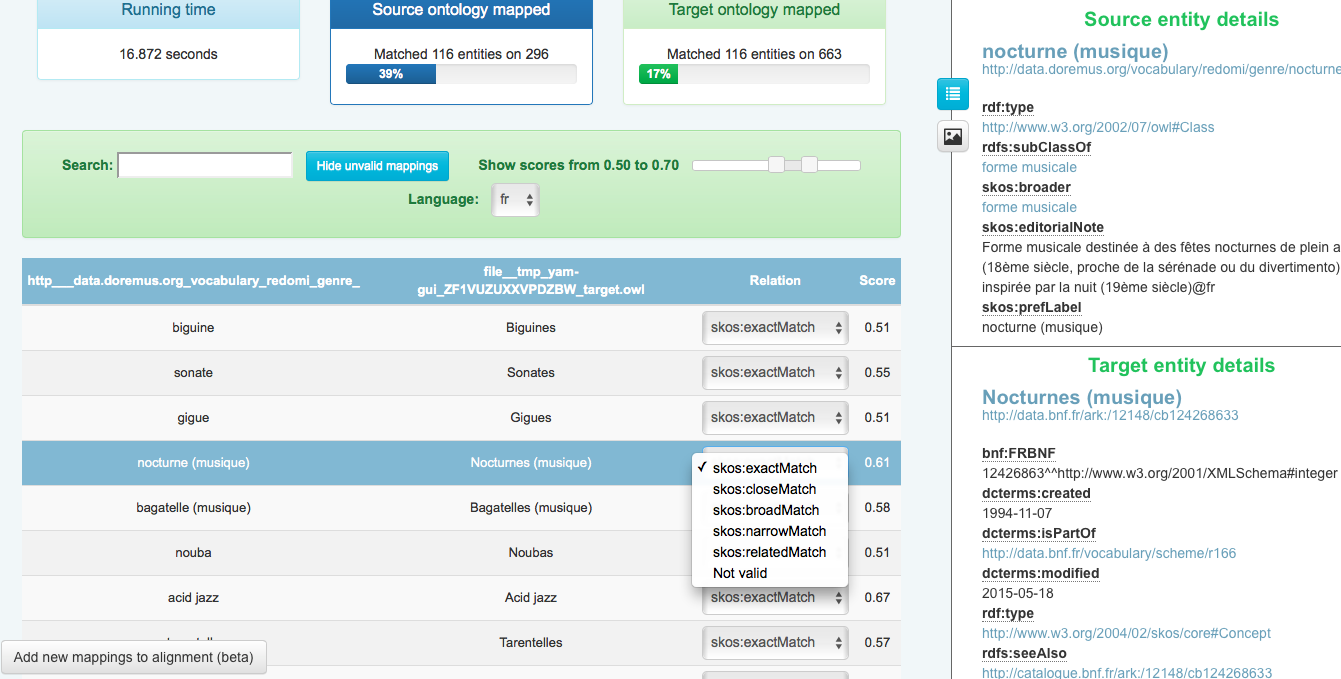 Running time
16.872 seconds
Source ontology mapped
Matched 116 entities on 296
39%
Target ontology mapped
Matched 116 entities on 663
17%
Search:
Hide unvalid mappings
Show scores from 0.50 to 0.70
Language:
fr
http___data.doremus.org_vocabulary_redomi_genre_
file__tmp_yam-
gui_ZF1VUZUXXVPDZBW_target.owl
Relation
Score
biguine
Biguines
skos:exactMatch
0.51
sonate
Sonates
skos:exactMatch
0.55
gigue
Gigues
skos:exactMatch
0.51
nocturne (musique)
Nocturnes (musique)
0.61
✓ skos:exactMatch
skos:closeMatch
skos:broadMatch
skos:narrowMatch
skos:relatedMatch
Not valid
bagatelle (musique)
Bagatelles (musique)
0.58
nouba
Noubas
0.51
acid jazz
Acid jazz
skos:exactMatch
0.67
Tarentelles
skos:exactMatch
0.57
Add new mappings to alignment (beta)
Source entity details
nocturne (musique)
http://data.doremus.org/vocabulary/redomi/genre/nocturne
rdf:type
http://www.w3.org/2002/07/owl#Class
rdfs:subClassOf
forme musicale
skos:broader
forme musicale
skos:editorialNote
Forme musicale destinée à des fêtes nocturnes de plein a
(18ème siècle, proche de la sérénade ou du divertimento)
inspirée par la nuit (19ème siècle)@fr
skos:prefLabel
nocturne (musique)
Target entity details
Nocturnes (musique)
http://data.bnf.fr/ark:/12148/cb124268633
bnf:FRBNF
12426863^^http://www.w3.org/2001/XMLSchema#integer
dcterms:created
1994-11-07
dcterms:isPartOf
http://data.bnf.fr/vocabulary/scheme/r166
dcterms:modified
2015-05-18
rdf:type
http://www.w3.org/2004/02/skos/core#Concept
rdfs:seeAlso
http://catalogue.bnf.fr/ark:/12148/cb124268633